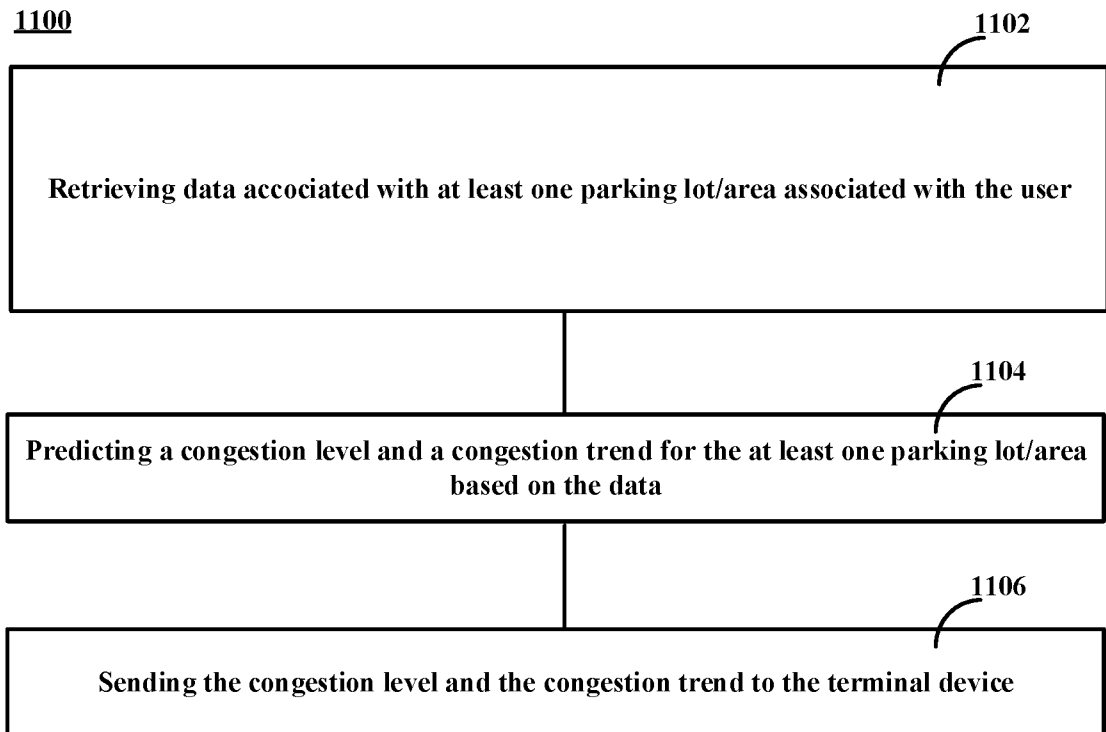 1100
1102
Retrieving data accociated with at least one parking lot/area associated with the user
1104
Predicting a congestion level and a congestion trend for the at least one parking lot/area
based on the data
1106
Sending the congestion level and the congestion trend to the terminal device